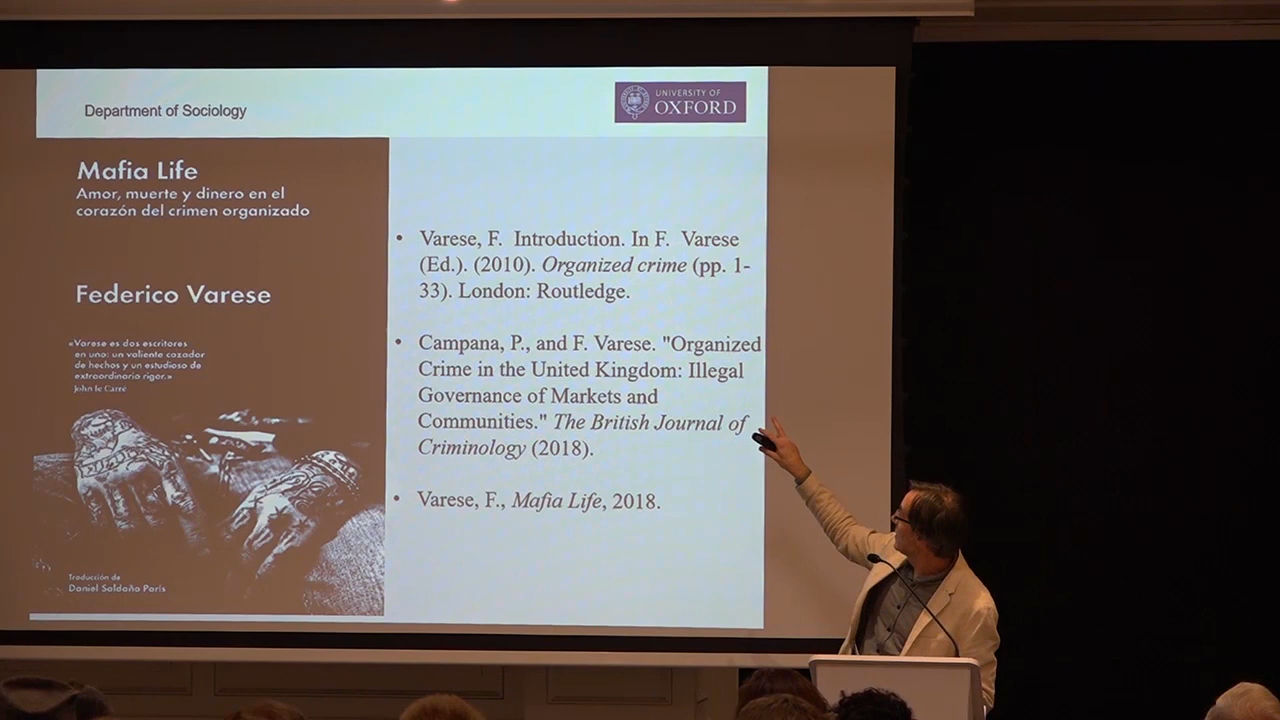 Department of Sociology
UNIVERSITY OF
OXFORD
Mafia Life
Amor, muerte y dinero en el
corazón del crimen organizado
Federico Varese
«Varese es dos escritores
en uno: un valiente cazador
de hechos y un estudioso de
extraordinario rigor.»
John le Carré
Traducción de
Daniel Saldaña París
• Varese, F. Introduction. In F. Varese
(Ed.). (2010). Organized crime (pp. 1-
33). London: Routledge.
• Campana, P., and F. Varese. "Organized
Crime in the United Kingdom: Illegal
Governance of Markets and
Communities." The British Journal of
Criminology (2018).
• Varese, F., Mafia Life, 2018.